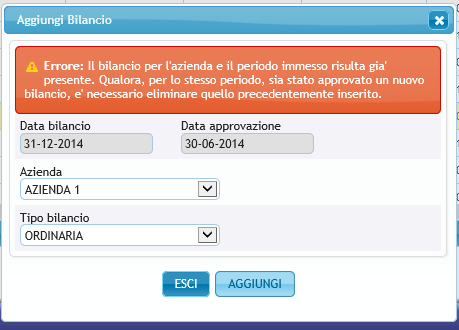 Aggiungi Bilancio
Errore: Il bilancio per l'azienda e il periodo immesso risulta gia'
presente. Qualora, per lo stesso periodo, sia stato approvato un nuovo
bilancio, e' necessario eliminare quello precedentemente inserito.
Data bilancio Data approvazione
31-12-2014 30-06-2014
Azienda
AZIENDA 1
Tipo bilancio
ORDINARIA
ESCI AGGIUNGI